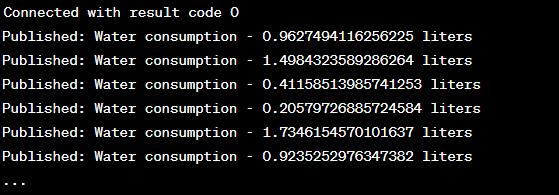 Connected with result code 0
Published: Water consumption - 0.9627494116256225 liters
Published: Water consumption - 1.4984323589286264 liters
Published: Water consumption - 0.41158513985741253 liters
Published: Water consumption - 0.20579726885724584 liters
Published: Water consumption - 1.7346154570101637 liters
Published: Water consumption - 0.9235252976347382 liters
...